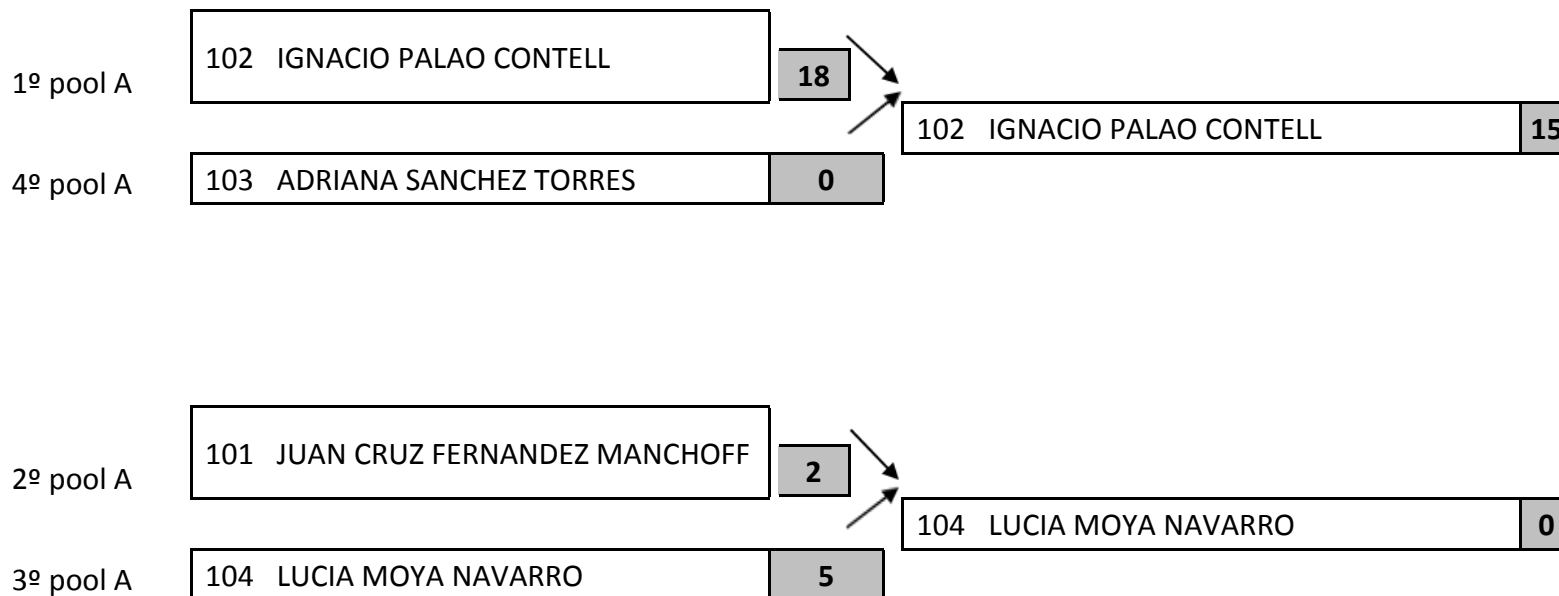 1º pool A 102 IGNACIO PALAO CONTELL 18
102 IGNACIO PALAO CONTELL 15
4º pool A 103 ADRIANA SANCHEZ TORRES 0
2º pool A 101 JUAN CRUZ FERNANDEZ MANCHOFF 2
104 LUCIA MOYA NAVARRO 0
3º pool A 104 LUCIA MOYA NAVARRO 5